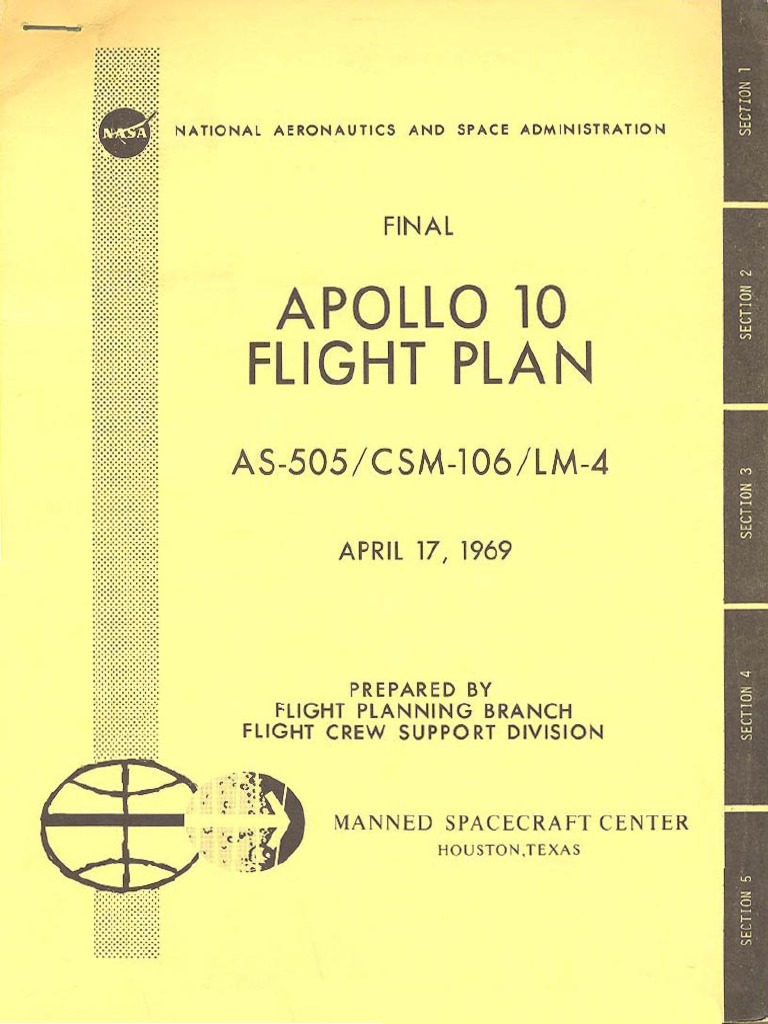 NASA
NATIONAL AERONAUTICS AND SPACE ADMINISTRATION
FINAL
APOLLO 10
FLIGHT PLAN
AS-505/CSM-106/LM-4
APRIL 17, 1969
PREPARED BY
FLIGHT PLANNING BRANCH
FLIGHT CREW SUPPORT DIVISION
MANNED SPACECRAFT CENTER
HOUSTON,TEXAS
SECTION 1
SECTION 2
SECTION 3
SECTION 4
SECTION 5